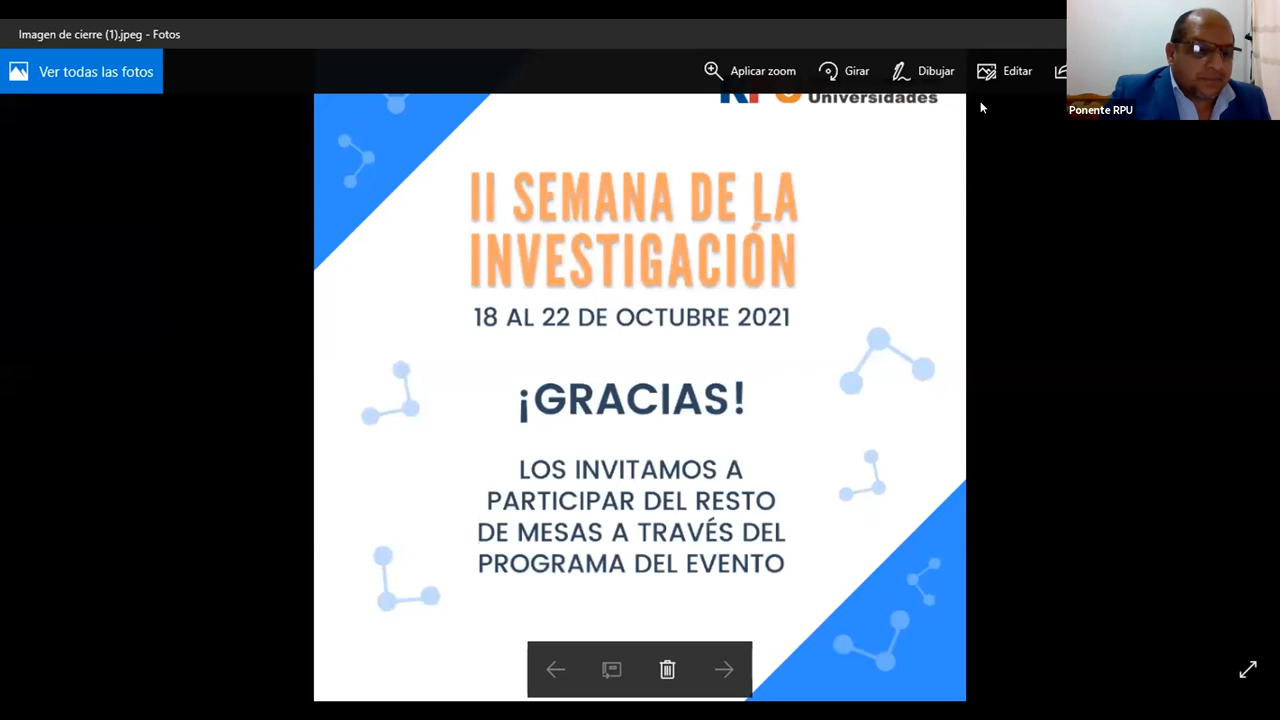 Imagen de cierre (1).jpeg - Fotos
Ver todas las fotos
Aplicar zoom
Girar
Dibujar
Editar
Ponente RPU
Universidades
II SEMANA DE LA
INVESTIGACIÓN
18 AL 22 DE OCTUBRE 2021
¡GRACIAS!
LOS INVITAMOS A
PARTICIPAR DEL RESTO
DE MESAS A TRAVÉS DEL
PROGRAMA DEL EVENTO